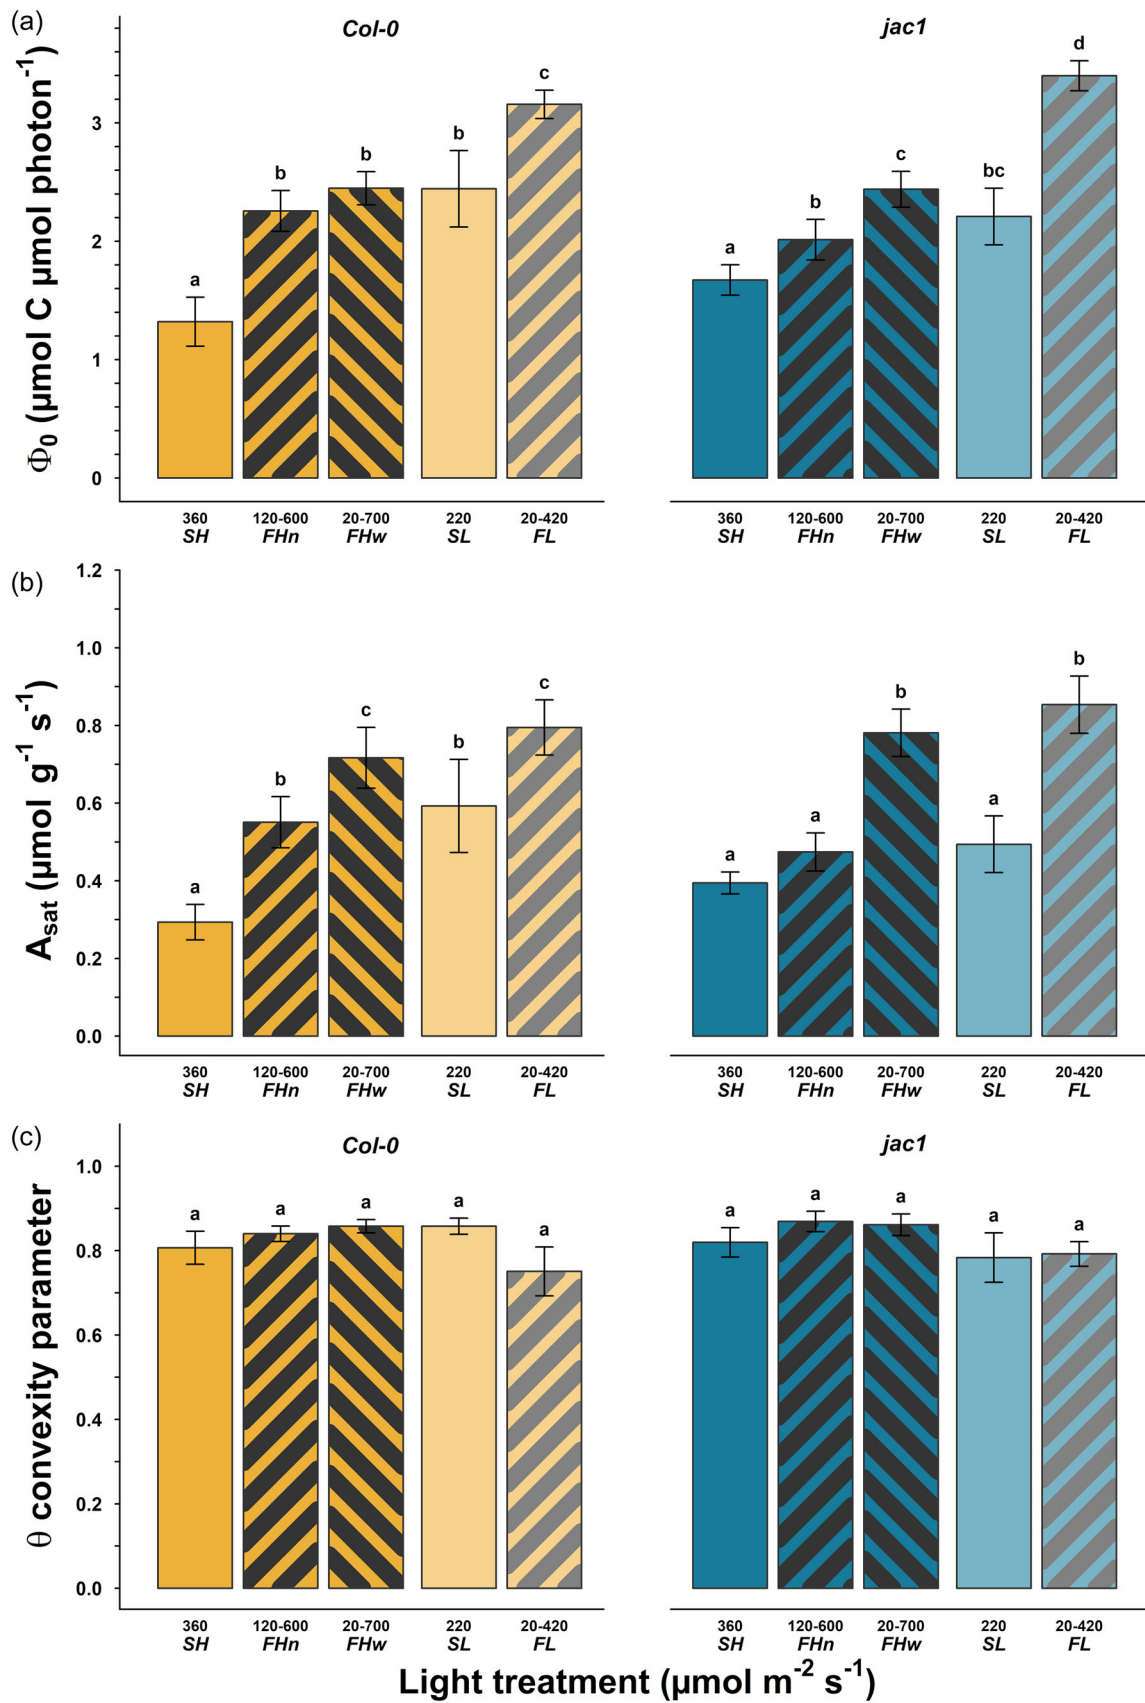 (a)
Col-0
jac1
Φ0 (µmol C µmol photon-1)
3
2
1
0
a
b
b
b
c
a
b
c
bc
d
360
120-600
20-700
220
20-420
SH
FHn
FHw
SL
FL
360
120-600
20-700
220
20-420
SH
FHn
FHw
SL
FL
(b)
Asat (µmol g-1 s-1)
1.2
1.0
0.8
0.6
0.4
0.2
0.0
a
b
c
b
c
a
a
b
a
b
360
120-600
20-700
220
20-420
SH
FHn
FHw
SL
FL
360
120-600
20-700
220
20-420
SH
FHn
FHw
SL
FL
(c)
Col-0
jac1
θ convexity parameter
1.0
0.8
0.6
0.4
0.2
0.0
a
a
a
a
a
a
a
a
a
a
360
120-600
20-700
220
20-420
SH
FHn
FHw
SL
FL
360
120-600
20-700
220
20-420
SH
FHn
FHw
SL
FL
Light treatment (µmol m-2 s-1)